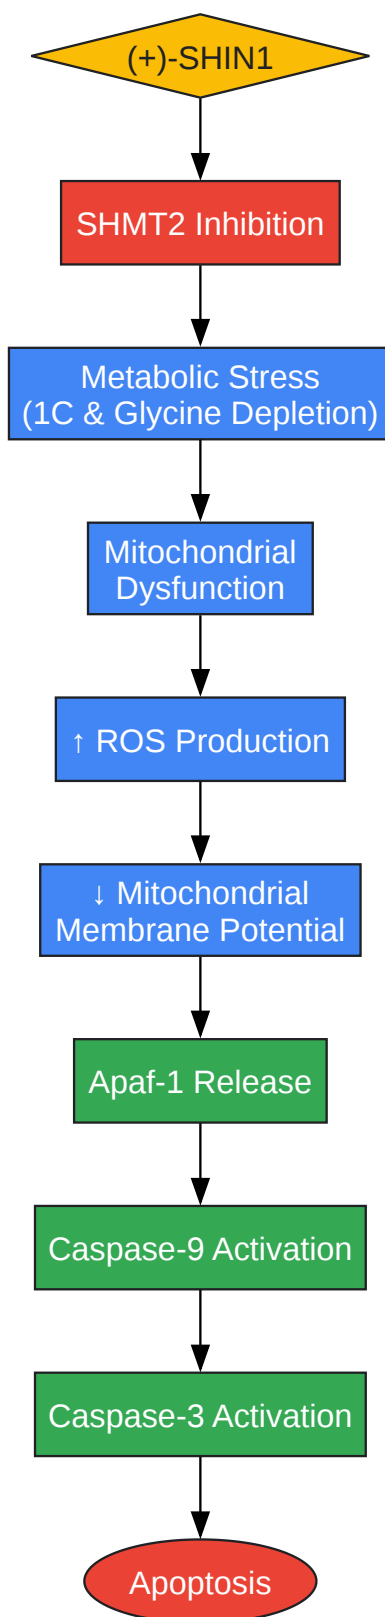 (+)-SHIN1
SHMT2 Inhibition
Metabolic Stress
(1C & Glycine Depletion)
Mitochondrial
Dysfunction
↑ ROS Production
↓ Mitochondrial
Membrane Potential
Apaf-1 Release
Caspase-9 Activation
Caspase-3 Activation
Apoptosis